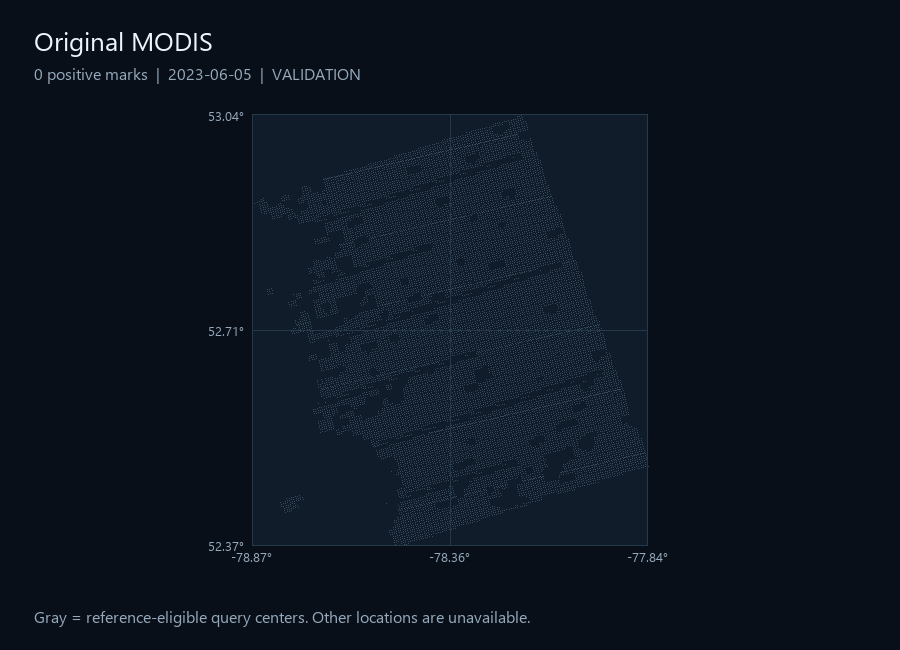 Original MODIS
0 positive marks | 2023-06-05 | VALIDATION
53.04°
52.71°
52.37°
-78.87°
-78.36°
-77.84°
Gray = reference-eligible query centers. Other locations are unavailable.